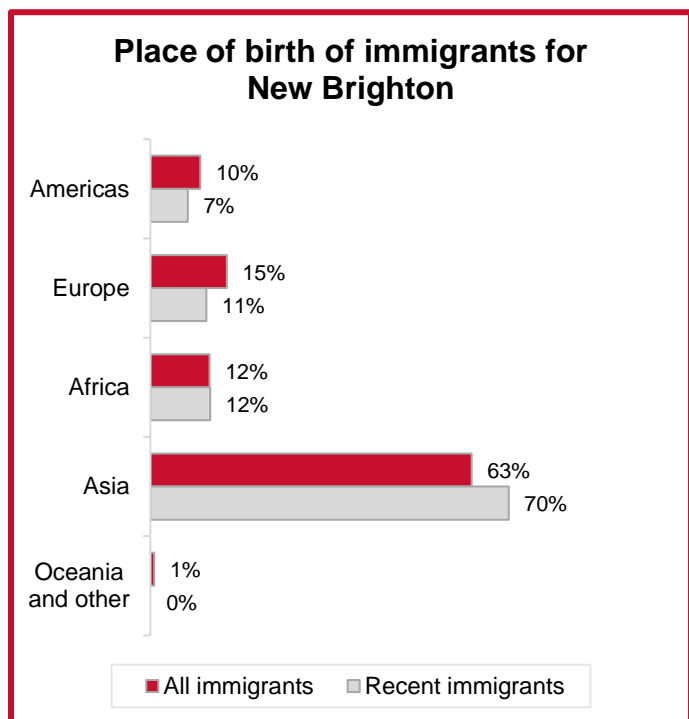 Place of birth of immigrants for
New Brighton
Americas
10%
7%
Europe
15%
11%
Africa
12%
12%
Asia
63%
70%
Oceania
and other
1%
0%
All immigrants
Recent immigrants